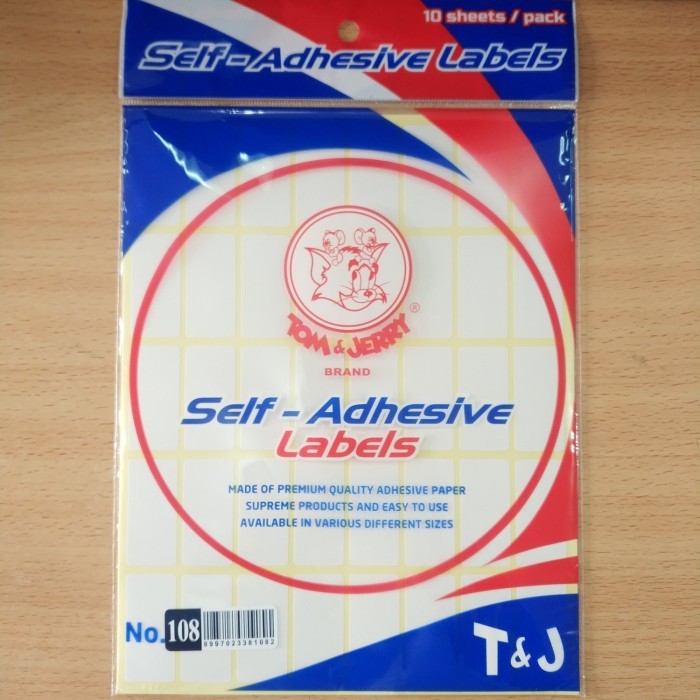 10 sheets / pack
Self - Adhesive Labels
TOM & JERRY ®
BRAND
Self - Adhesive
Labels
MADE OF PREMIUM QUALITY ADHESIVE PAPER
SUPREME PRODUCTS AND EASY TO USE
AVAILABLE IN VARIOUS DIFFERENT SIZES
No. 108
8997023381082
T&J